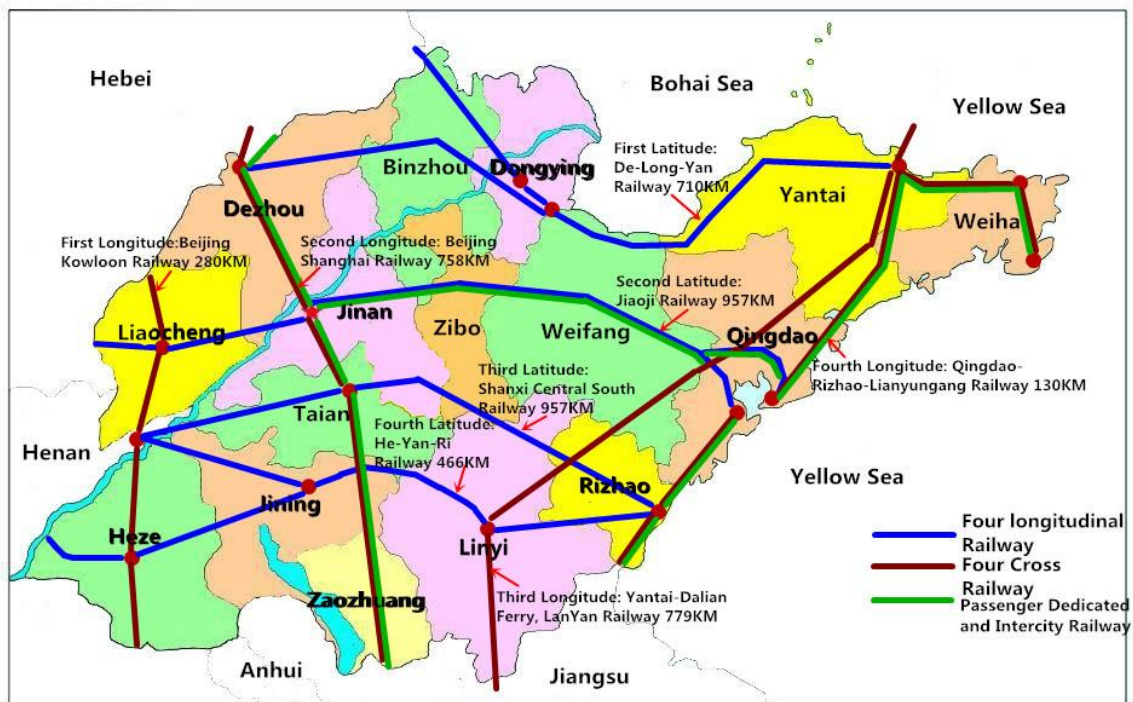 Hebei
Bohai Sea
Yellow Sea
First Latitude:
De-Long-Yan
Railway 710KM
Binzhou
Dongying
Yantai
Dezhou
Weiha
First Longitude:Beijing
Kowloon Railway 280KM
Second Longitude: Beijing
Shanghai Railway 758KM
Second Latitude:
Jiaoji Railway 957KM
Jinan
Zibo
Weifang
Qingdao
Liaocheng
Third Latitude:
Shanxi Central South
Railway 957KM
Fourth Longitude: Qingdao-
Rizhao-Lianyungang Railway 130KM
Taian
Fourth Latitude:
He-Yan-Ri
Railway 466KM
Henan
Yellow Sea
Rizhao
Jining
Heze
Linyi
Four longitudinal
Railway
Four Cross
Railway
Passenger Dedicated
and Intercity Railway
Zaozhuang
Third Longitude: Yantai-Dalian
Ferry, LanYan Railway 779KM
Anhui
Jiangsu